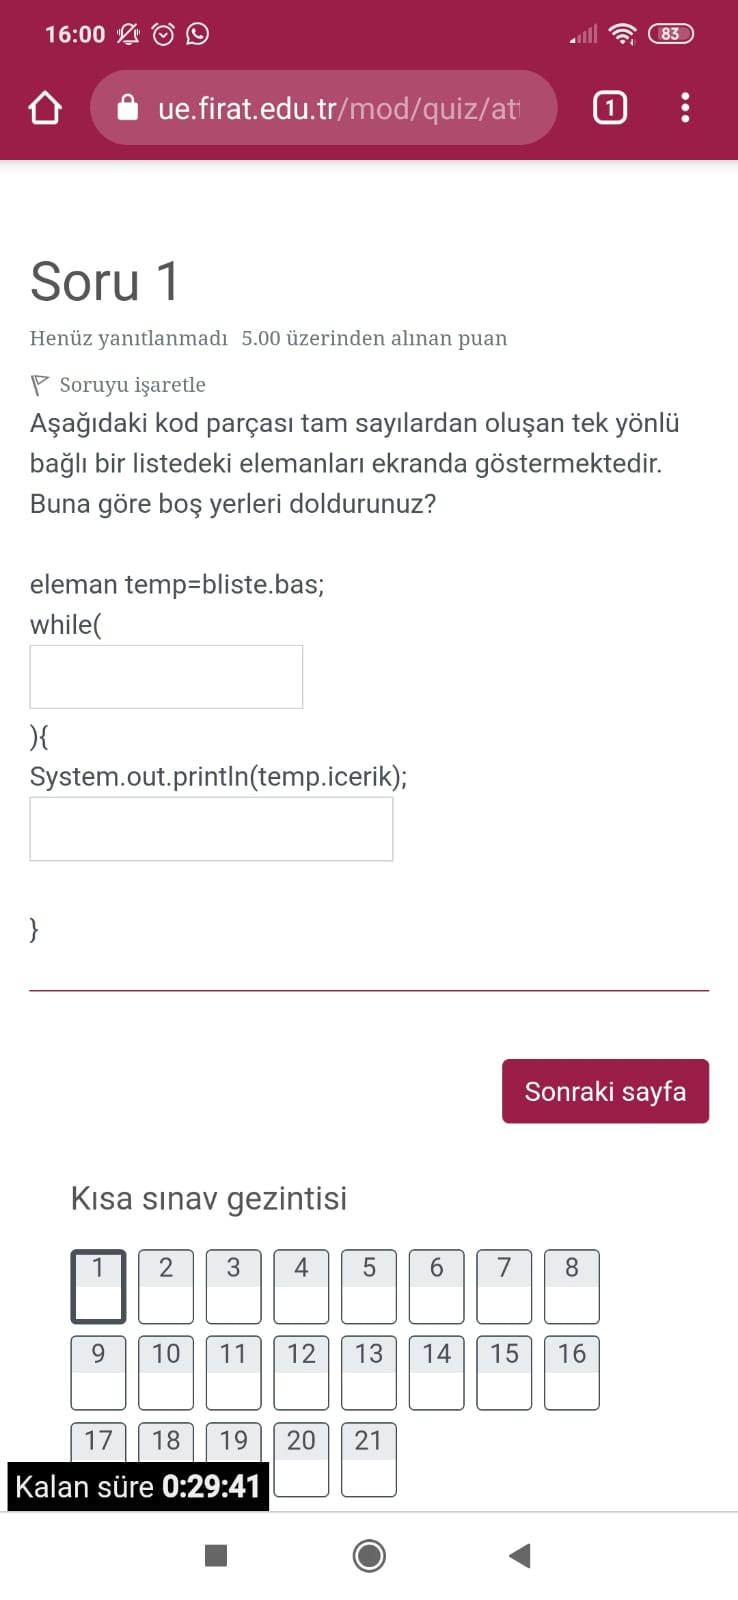 16:00
83
ue.firat.edu.tr/mod/quiz/at
1
Soru 1
Henüz yanıtlanmadı 5.00 üzerinden alınan puan
Soruyu işaretle
Aşağıdaki kod parçası tam sayılardan oluşan tek yönlü
bağlı bir listedeki elemanları ekranda göstermektedir.
Buna göre boş yerleri doldurunuz?
eleman temp=bliste.bas;
while(
){
System.out.println(temp.icerik);
}
Sonraki sayfa
Kısa sınav gezintisi
1 2 3 4 5 6 7 8
9 10 11 12 13 14 15 16
17 18 19 20 21
Kalan süre 0:29:41